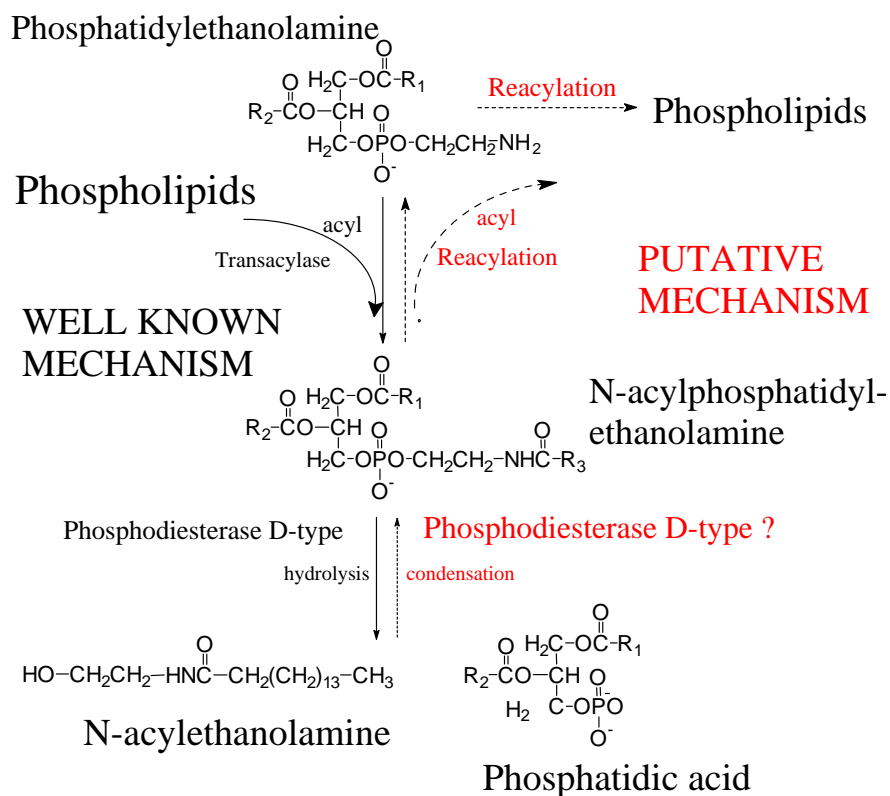 Phosphatidylethanolamine
O
H2C-OC-R1
O
R2-CO-CH
O
H2C-OPO-CH2CH2-NH2
O-
Reacylation
Phospholipids
Phospholipids
acyl
Transacylase
acyl
Reacylation
PUTATIVE
MECHANISM
WELL KNOWN
MECHANISM
O
H2C-OC-R1
O
R2-CO-CH
O
O
H2C-OPO-CH2CH2-NHC-R3
O-
N-acylphosphatidyl-
ethanolamine
Phosphodiesterase D-type
Phosphodiesterase D-type ?
hydrolysis
condensation
O
HO-CH2CH2-HNC-CH2(CH2)13-CH3
N-acylethanolamine
O
H2C-OC-R1
O
R2-CO-CH
O
H2 C-OPO-
O-
Phosphatidic acid